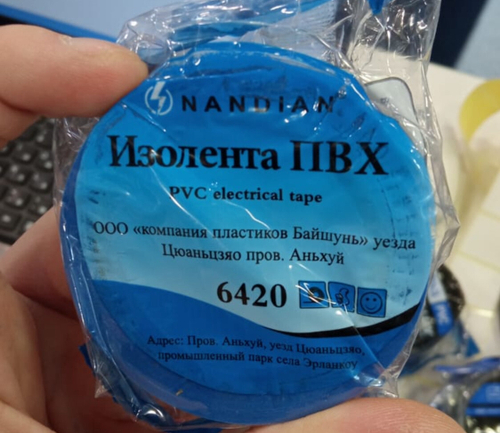 NANDIAN®
Изолента ПВХ
PVC electrical tape
ООО «компания пластиков Байшунь» уезда
Цюаньцзяо пров. Аньхуй
6420
Адрес: Пров. Аньхуй, уезд Цюаньцзяо,
промышленный парк села Эрланкоу